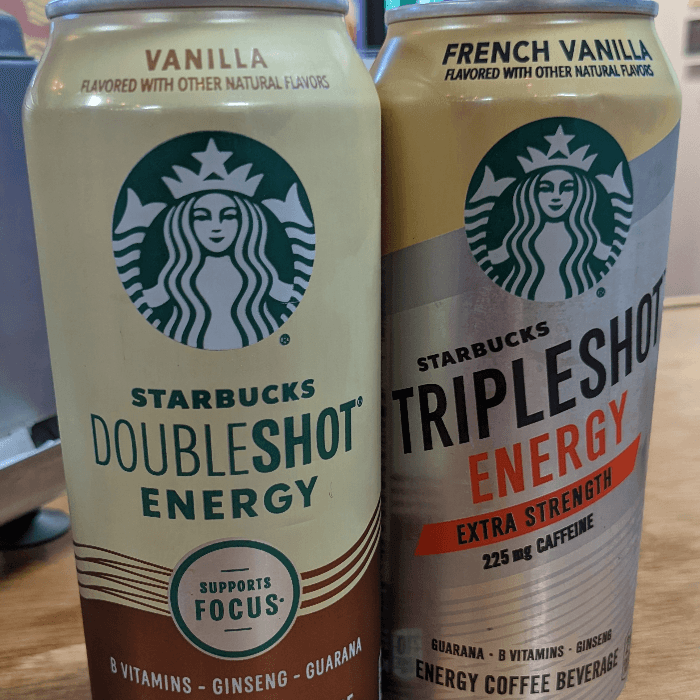 VANILLA
FLAVORED WITH OTHER NATURAL FLAVORS
®
STARBUCKS
DOUBLESHOT®
ENERGY
SUPPORTS
FOCUS
B VITAMINS - GINSENG - GUARANA
FRENCH VANILLA
FLAVORED WITH OTHER NATURAL FLAVORS
®
STARBUCKS
TRIPLESHOT
ENERGY
EXTRA STRENGTH
225 mg CAFFEINE
GUARANA · B VITAMINS · GINSENG
ENERGY COFFEE BEVERAGE